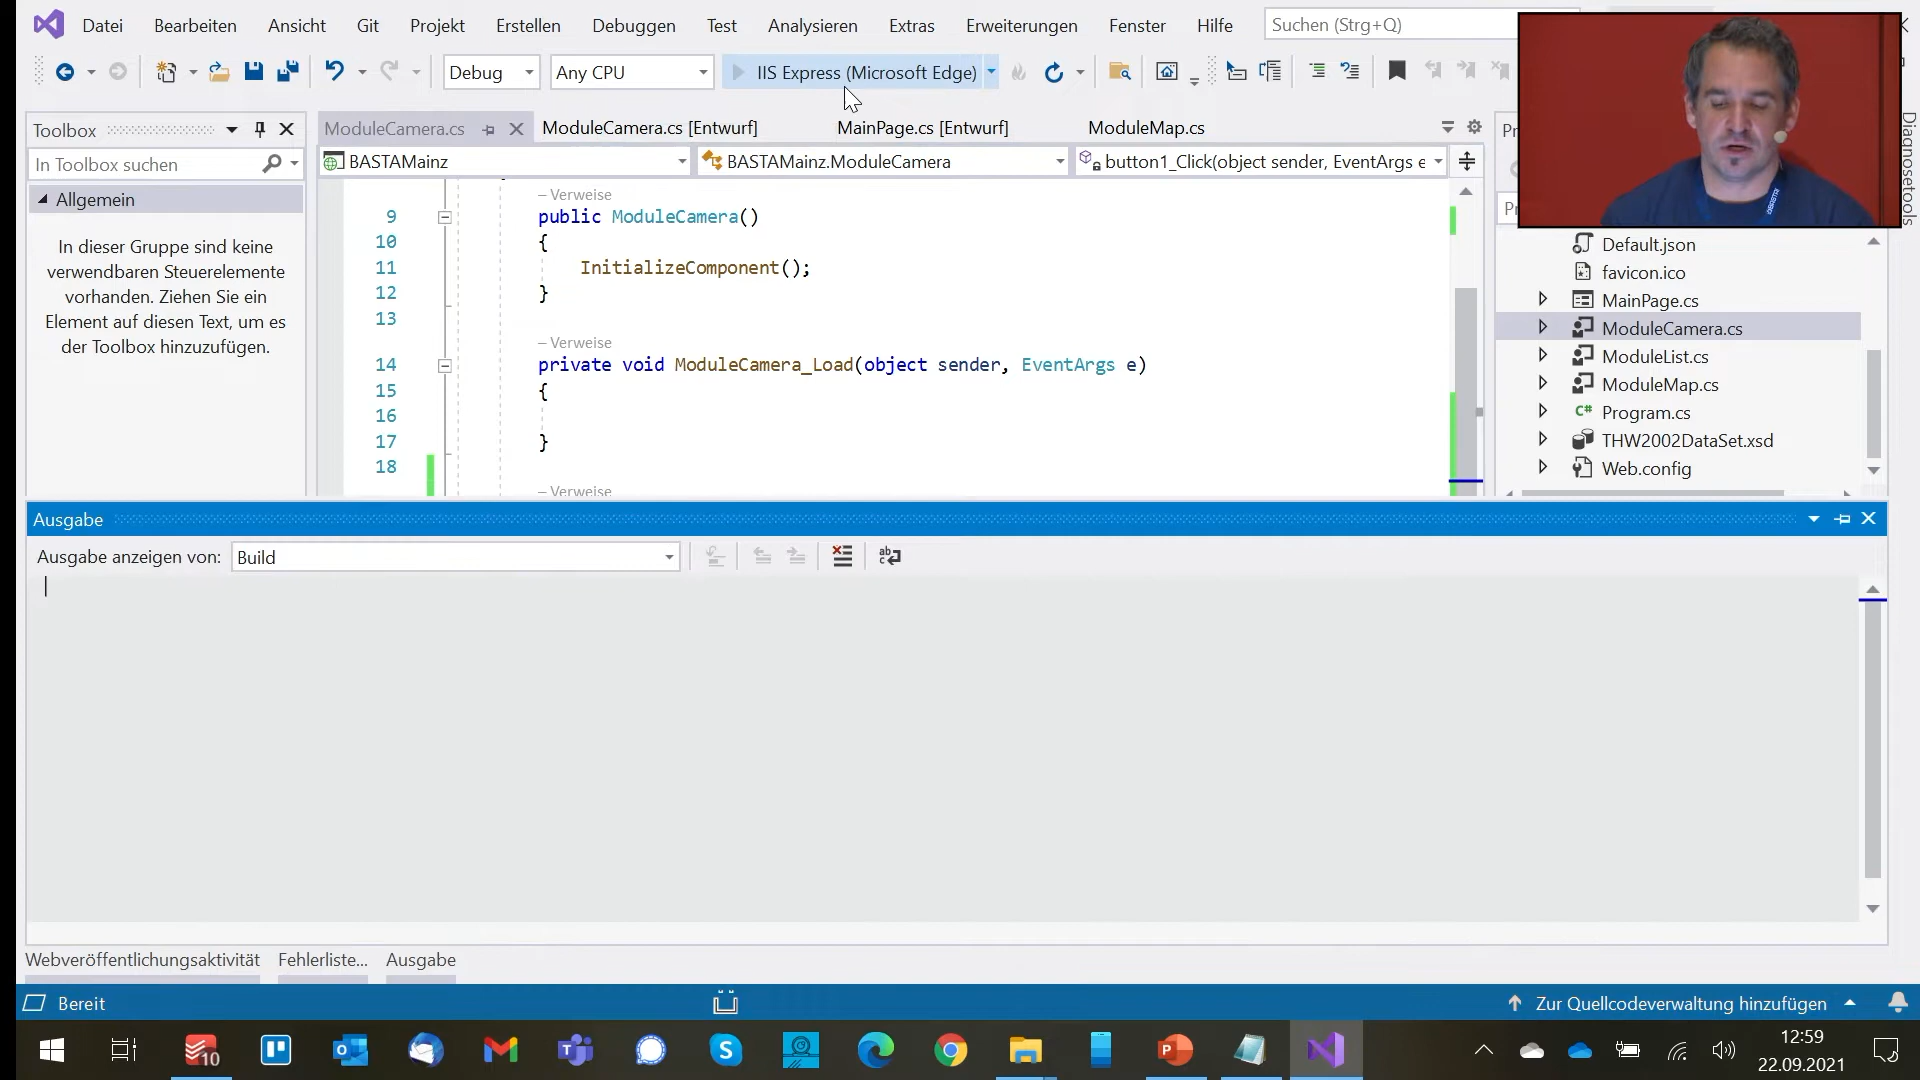 Datei Bearbeiten Ansicht Git Projekt Erstellen Debuggen Test Analysieren Extras Erweiterungen Fenster Hilfe Suchen (Strg+Q)
Debug Any CPU IIS Express (Microsoft Edge)
Toolbox
In Toolbox suchen
Allgemein
In dieser Gruppe sind keine
verwendbaren Steuerelemente
vorhanden. Ziehen Sie ein
Element auf diesen Text, um es
der Toolbox hinzuzufügen.
ModuleCamera.cs ModuleCamera.cs [Entwurf] MainPage.cs [Entwurf] ModuleMap.cs
BASTAMainz BASTAMainz.ModuleCamera button1_Click(object sender, EventArgs e
– Verweise
9 public ModuleCamera()
10 {
11 InitializeComponent();
12 }
13
– Verweise
14 private void ModuleCamera_Load(object sender, EventArgs e)
15 {
16
17 }
18
– Verweise
Pr
Pr
Default.json
favicon.ico
MainPage.cs
ModuleCamera.cs
ModuleList.cs
ModuleMap.cs
C# Program.cs
THW2002DataSet.xsd
Web.config
Diagnosetools
Ausgabe
Ausgabe anzeigen von: Build
Webveröffentlichungsaktivität Fehlerliste... Ausgabe
Bereit
Zur Quellcodeverwaltung hinzufügen
10
12:59
22.09.2021